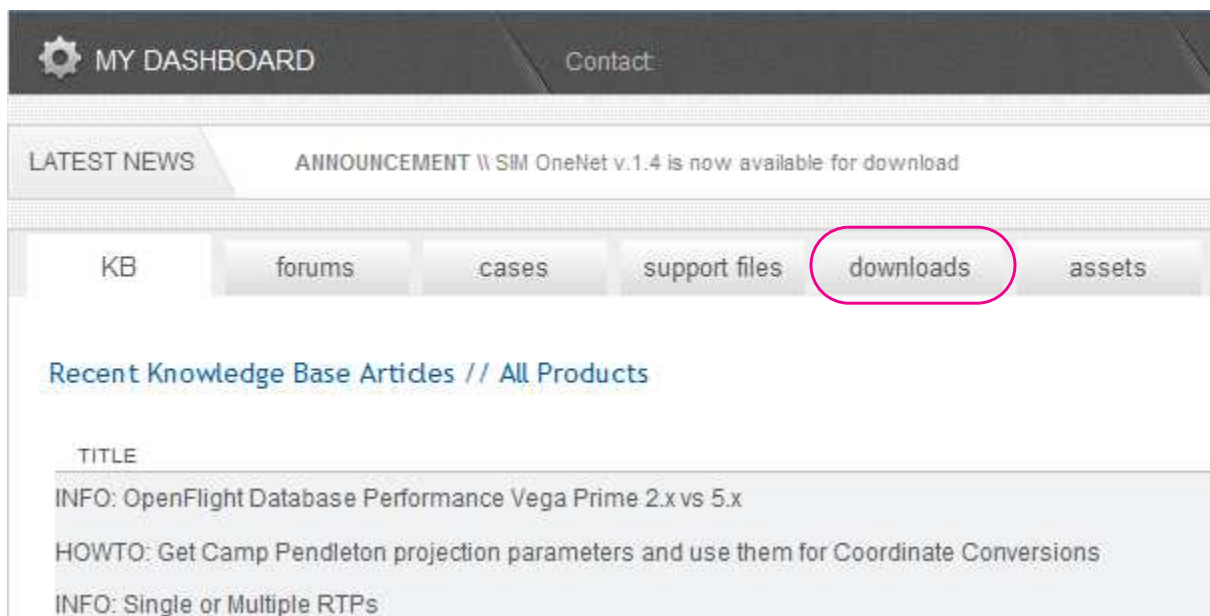 MY DASHBOARD Contact:
LATEST NEWS ANNOUNCEMENT \\ SIM OneNet v.1.4 is now available for download
KB forums cases support files downloads assets
Recent Knowledge Base Articles // All Products
TITLE
INFO: OpenFlight Database Performance Vega Prime 2.x vs 5.x
HOWTO: Get Camp Pendleton projection parameters and use them for Coordinate Conversions
INFO: Single or Multiple RTPs